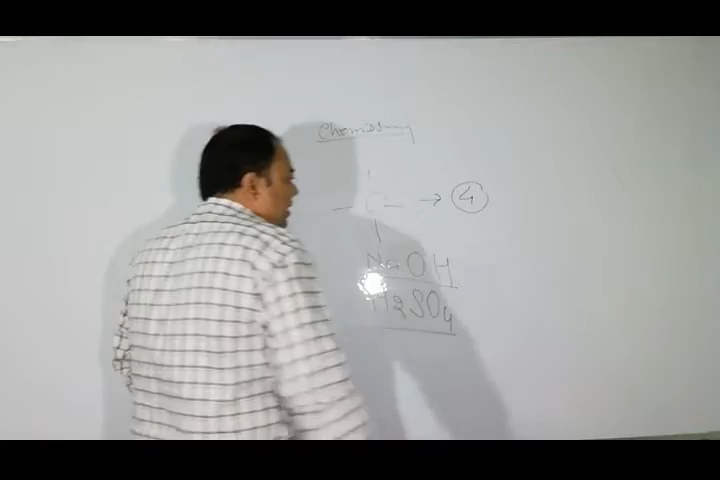 Chemistry
— C — → 4
NaOH
H2SO4